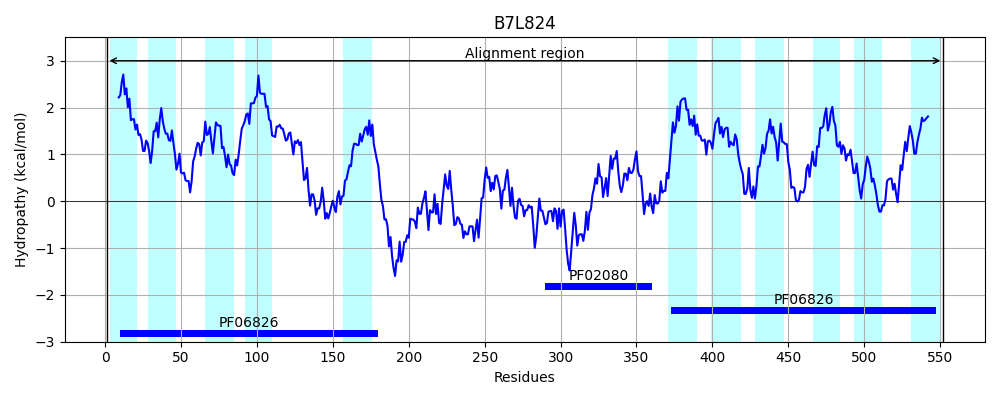 B7L824
Alignment region
Hydropathy (kcal/mol)
3
2
1
0
−1
−2
−3
PF02080
PF06826
PF06826
0 50 100 150 200 250 300 350 400 450 500 550
Residues